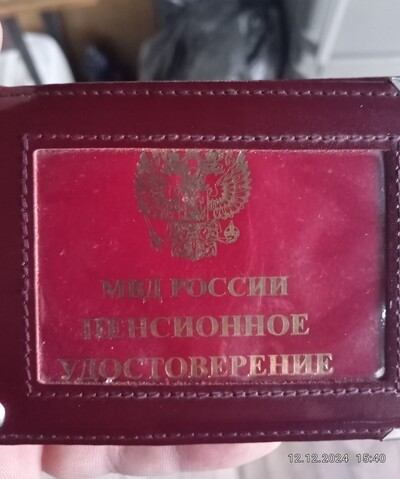 МВД РОССИИ
ПЕНСИОННОЕ
УДОСТОВЕРЕНИЕ
12.12.2024 15:40